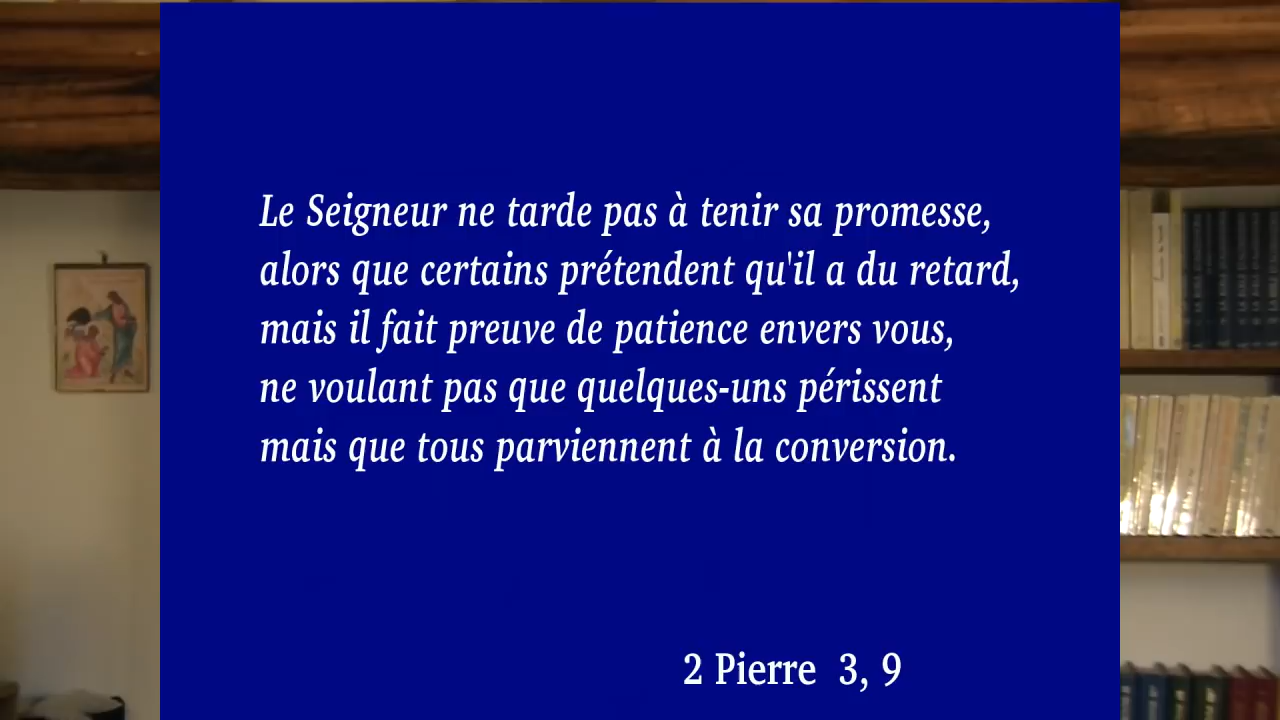 Le Seigneur ne tarde pas à tenir sa promesse,
alors que certains prétendent qu'il a du retard,
mais il fait preuve de patience envers vous,
ne voulant pas que quelques-uns périssent
mais que tous parviennent à la conversion.
2 Pierre 3, 9